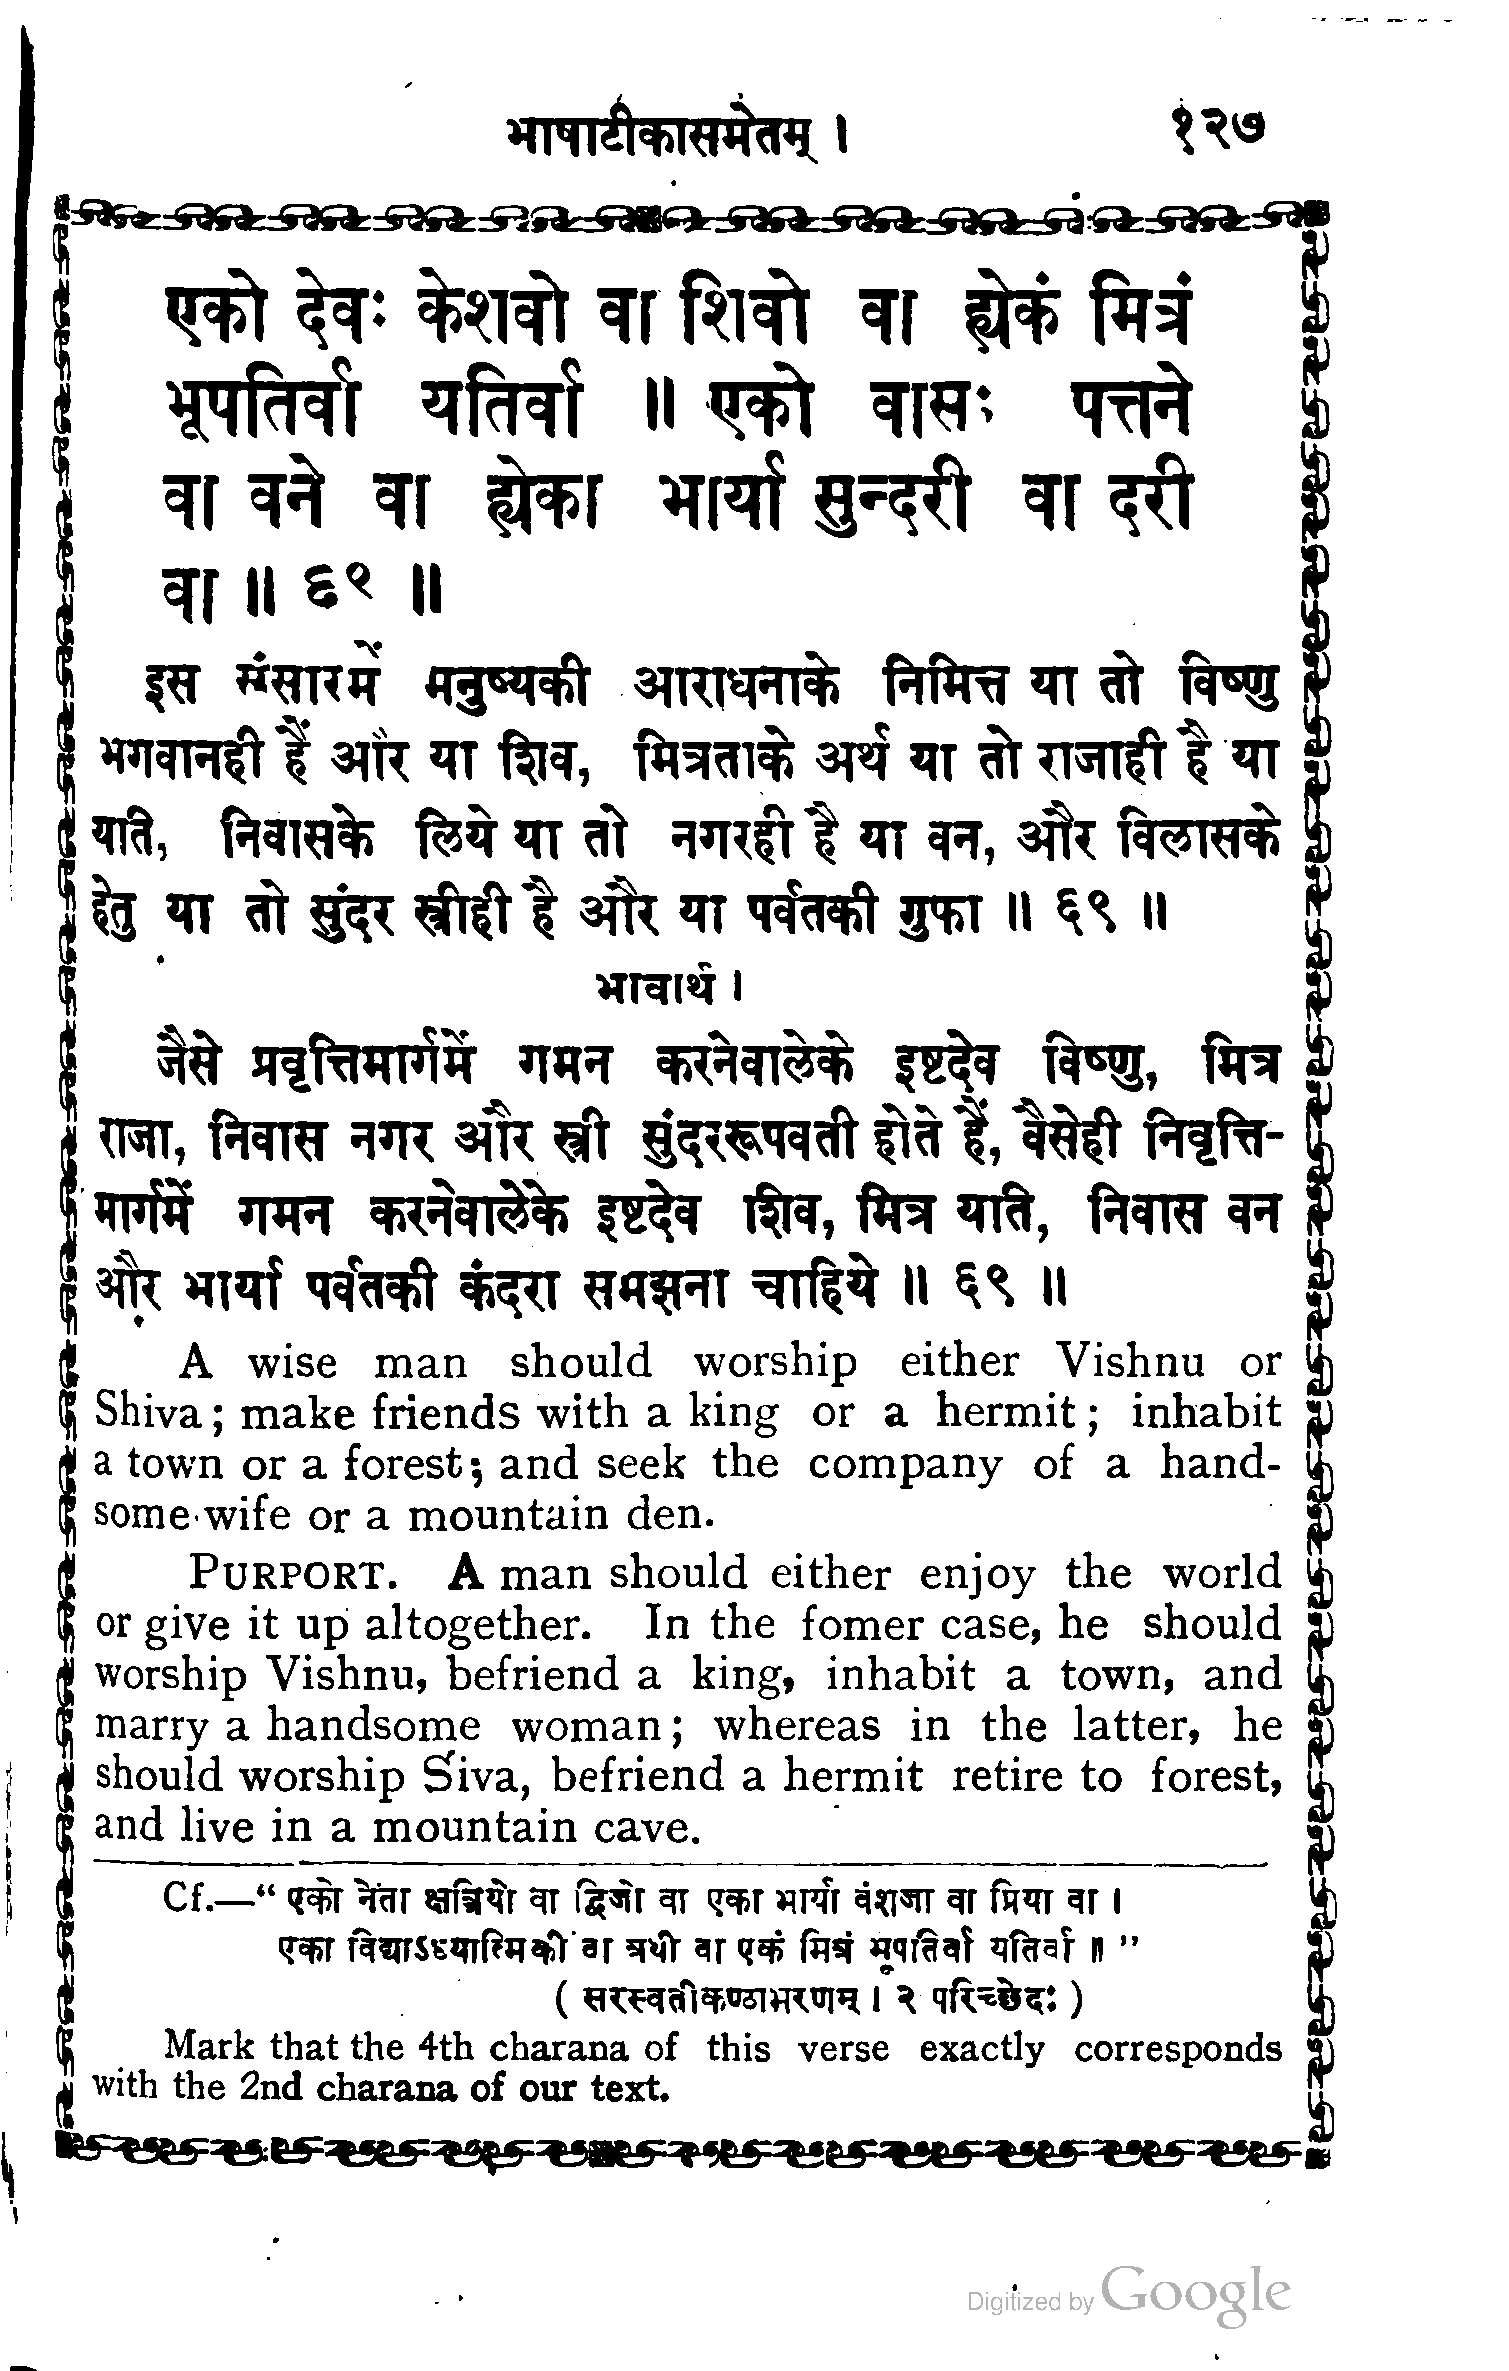 भाषाटीकासमेतम् । १२७
एको देवः केशवो वा शिवो वा ह्येकं मित्रं
भूपतिर्वा यतिर्वा ॥ एको वासः पत्तने
वा वने वा ह्येका भार्या सुन्दरी वा दरी
वा ॥ ६९ ॥
इस संसारमें मनुष्यकी आराधनाके निमित्त या तो विष्णु
भगवानही हैं और या शिव, मित्रताके अर्थ या तो राजाही है या
यति, निवासके लिये या तो नगरही है या वन, और विलासके
हेतु या तो सुंदर स्त्रीही है और या पर्वतकी गुफा ॥ ६९ ॥
भावार्थ ।
जैसे प्रवृत्तिमार्गमें गमन करनेवालेके इष्टदेव विष्णु, मित्र
राजा, निवास नगर और स्त्री सुंदररूपवती होते हैं, वैसेही निवृत्ति-
मार्गमें गमन करनेवालेके इष्टदेव शिव, मित्र यति, निवास वन
और भार्या पर्वतकी कंदरा समझना चाहिये ॥ ६९ ॥
A wise man should worship either Vishnu or
Shiva; make friends with a king or a hermit; inhabit
a town or a forest; and seek the company of a hand-
some wife or a mountain den.
PURPORT. A man should either enjoy the world
or give it up altogether. In the fomer case, he should
worship Vishnu, befriend a king, inhabit a town, and
marry a handsome woman; whereas in the latter, he
should worship Śiva, befriend a hermit retire to forest,
and live in a mountain cave.
Cf.—“ एको नेता क्षत्रियो वा द्विजो वा एका भार्या वंशजा वा प्रिया वा ।
एका विद्याऽध्यात्मिकी वा त्रयी वा एकं मित्रं भूपतिर्वा यतिर्वा ॥ ”
( सरस्वतीकण्ठाभरणम् । २ परिच्छेदः )
Mark that the 4th charana of this verse exactly corresponds
with the 2nd charana of our text.
Digitized by Google